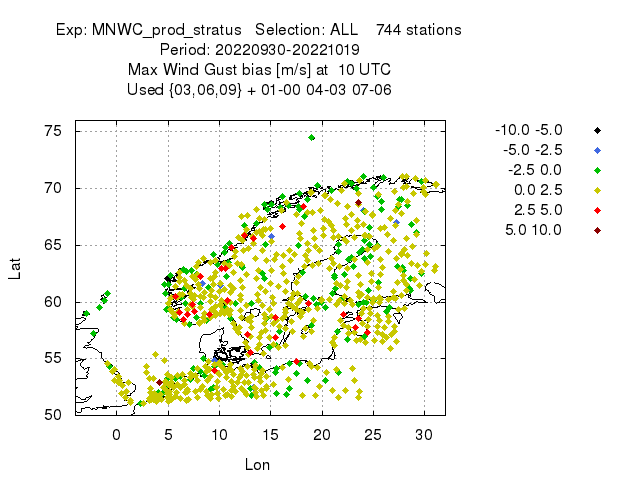 Exp: MNWC_prod_stratus   Selection: ALL    744 stations
Period: 20220930-20221019
Max Wind Gust bias [m/s] at  10 UTC
Used {03,06,09} + 01-00 04-03 07-06
-10.0 -5.0
-5.0 -2.5
-2.5 0.0
0.0 2.5
2.5 5.0
5.0 10.0
75
70
65
60
55
50
Lat
0 5 10 15 20 25 30
Lon